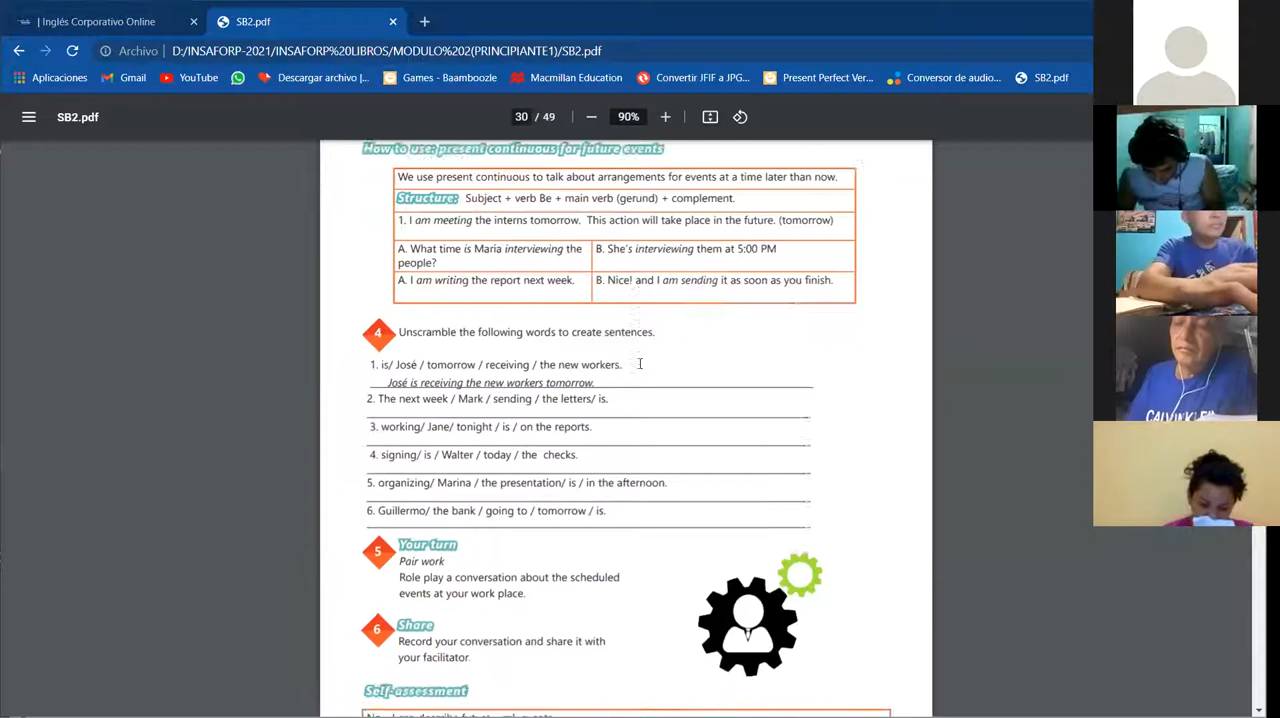 | Inglés Corporativo Online
SB2.pdf
Archivo
D:/INSAFORP-2021/INSAFORP%20LIBROS/MODULO%202(PRINCIPIANTE1)/SB2.pdf
Aplicaciones
Gmail
YouTube
Descargar archivo |...
Games - Baamboozle
Macmillan Education
Convertir JFIF a JPG...
Present Perfect Ver...
Conversor de audio...
SB2.pdf
SB2.pdf
30 / 49
90%
How to use; present continuous for future events
We use present continuous to talk about arrangements for events at a time later than now.
Structure: Subject + verb Be + main verb (gerund) + complement.
1. I am meeting the interns tomorrow. This action will take place in the future. (tomorrow)
A. What time is Maria interviewing the people?
B. She's interviewing them at 5:00 PM
A. I am writing the report next week.
B. Nice! and I am sending it as soon as you finish.
4 Unscramble the following words to create sentences.
1. is/ José / tomorrow / receiving / the new workers.
José is receiving the new workers tomorrow.
2. The next week / Mark / sending / the letters/ is.
3. working/ Jane/ tonight / is / on the reports.
4. signing/ is / Walter / today / the checks.
5. organizing/ Marina / the presentation/ is / in the afternoon.
6. Guillermo/ the bank / going to / tomorrow / is.
5 Your turn
Pair work
Role play a conversation about the scheduled
events at your work place.
6 Share
Record your conversation and share it with
your facilitator.
Self-assessment
CALVIN KLEIN